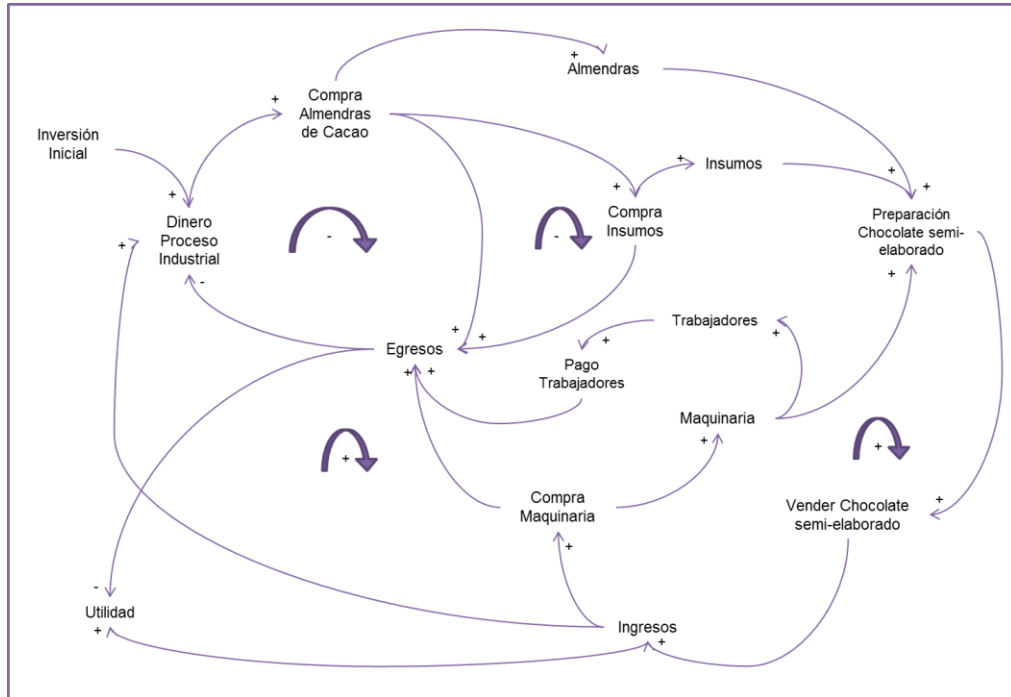 +
Almendras
+
Compra
Almendras
de Cacao
Inversión
Inicial
+
Insumos
+
+
+
+
Dinero
Proceso
Industrial
+
-
-
Compra
Insumos
Preparación
Chocolate semi-
elaborado
-
+
+
+
Egresos
+
+
Trabajadores
+
+
Pago
Trabajadores
Maquinaria
+
+
+
Compra
Maquinaria
+
Vender Chocolate
semi-elaborado
+
-
Utilidad
+
Ingresos
+